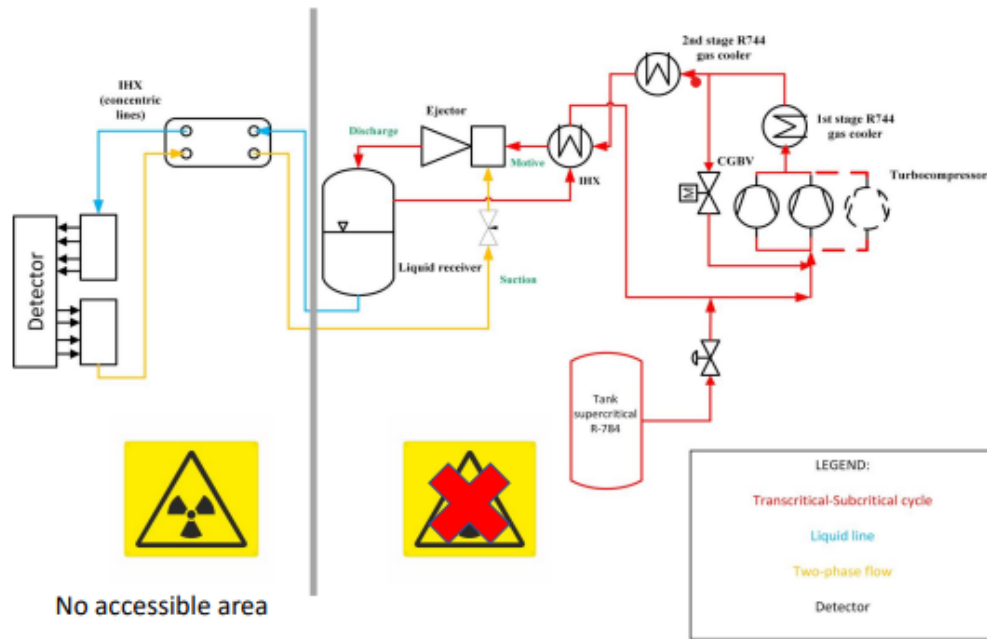 2nd stage R744
gas cooler
IHX
(concentric
lines)
Ejector
Discharge
1st stage R744
gas cooler
Motive
CGBV
IHX
Turbocompressor
M
Detector
Liquid receiver
Suction
Tank
supercritical
R-784
LEGEND:
Transcritical-Subcritical cycle
Liquid line
Two-phase flow
Detector
No accessible area